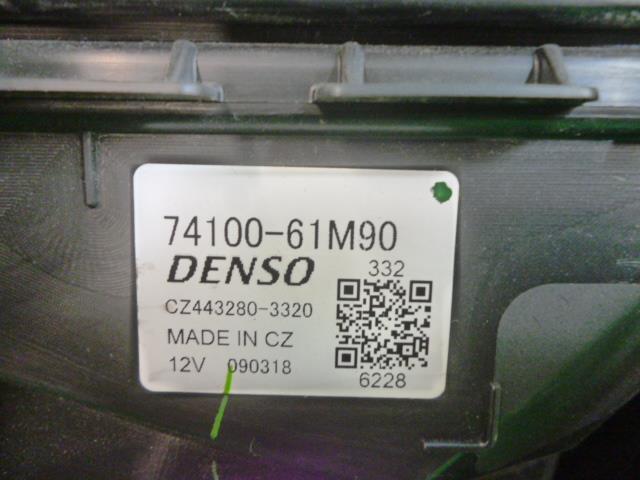 74100-61M90
DENSO
332
CZ443280-3320
MADE IN CZ
12V 090318
6228